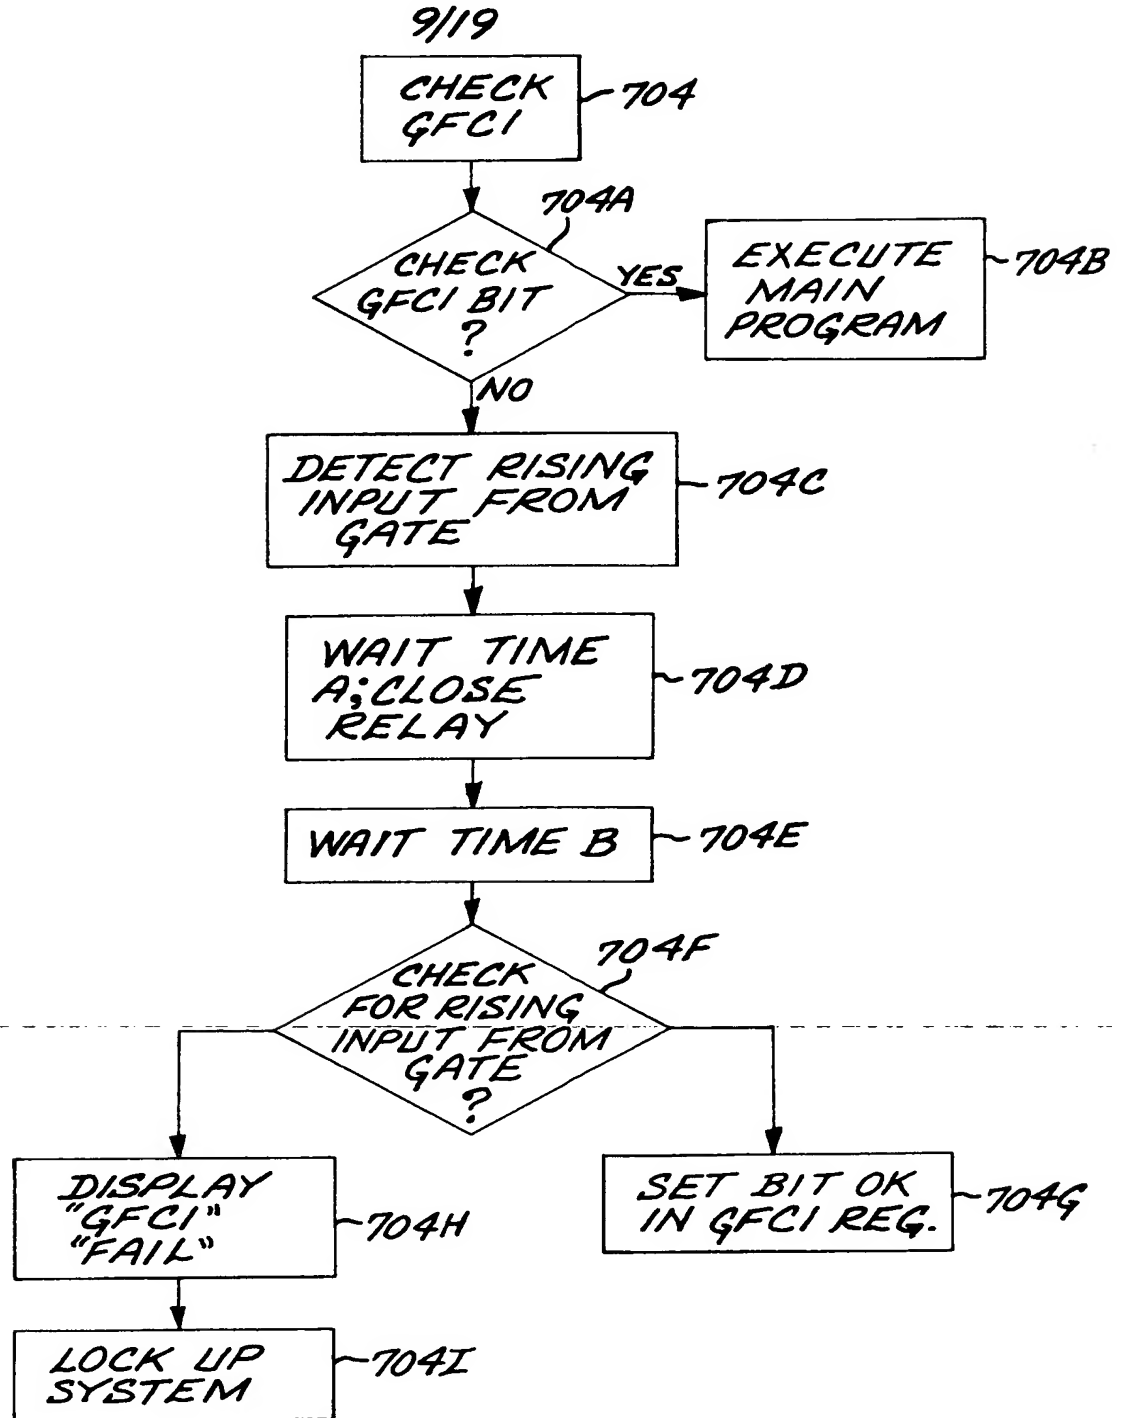 9/19
CHECK
GFCI
704
704A
CHECK
GFCI BIT
?
YES
EXECUTE
MAIN
PROGRAM
704B
NO
DETECT RISING
INPUT FROM
GATE
704C
WAIT TIME
A; CLOSE
RELAY
704D
WAIT TIME B
704E
704F
CHECK
FOR RISING
INPUT FROM
GATE
?
DISPLAY
"GFCI"
"FAIL"
704H
SET BIT OK
IN GFCI REG.
704G
LOCK UP
SYSTEM
704I